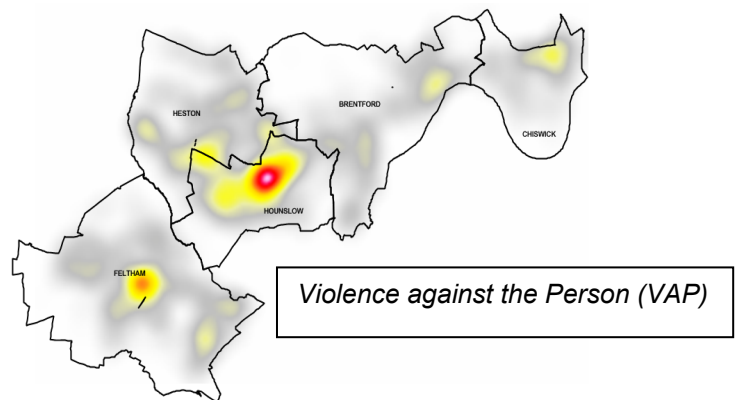 HESTON
BRENTFORD
CHISWICK
HOUNSLOW
FELTHAM
Violence against the Person (VAP)